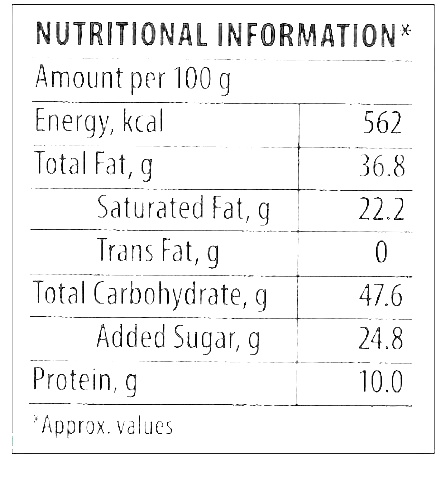 NUTRITIONAL INFORMATION*
Amount per 100 g
Energy, kcal 562
Total Fat, g 36.8
Saturated Fat, g 22.2
Trans Fat, g 0
Total Carbohydrate, g 47.6
Added Sugar, g 24.8
Protein, g 10.0
*Approx. values